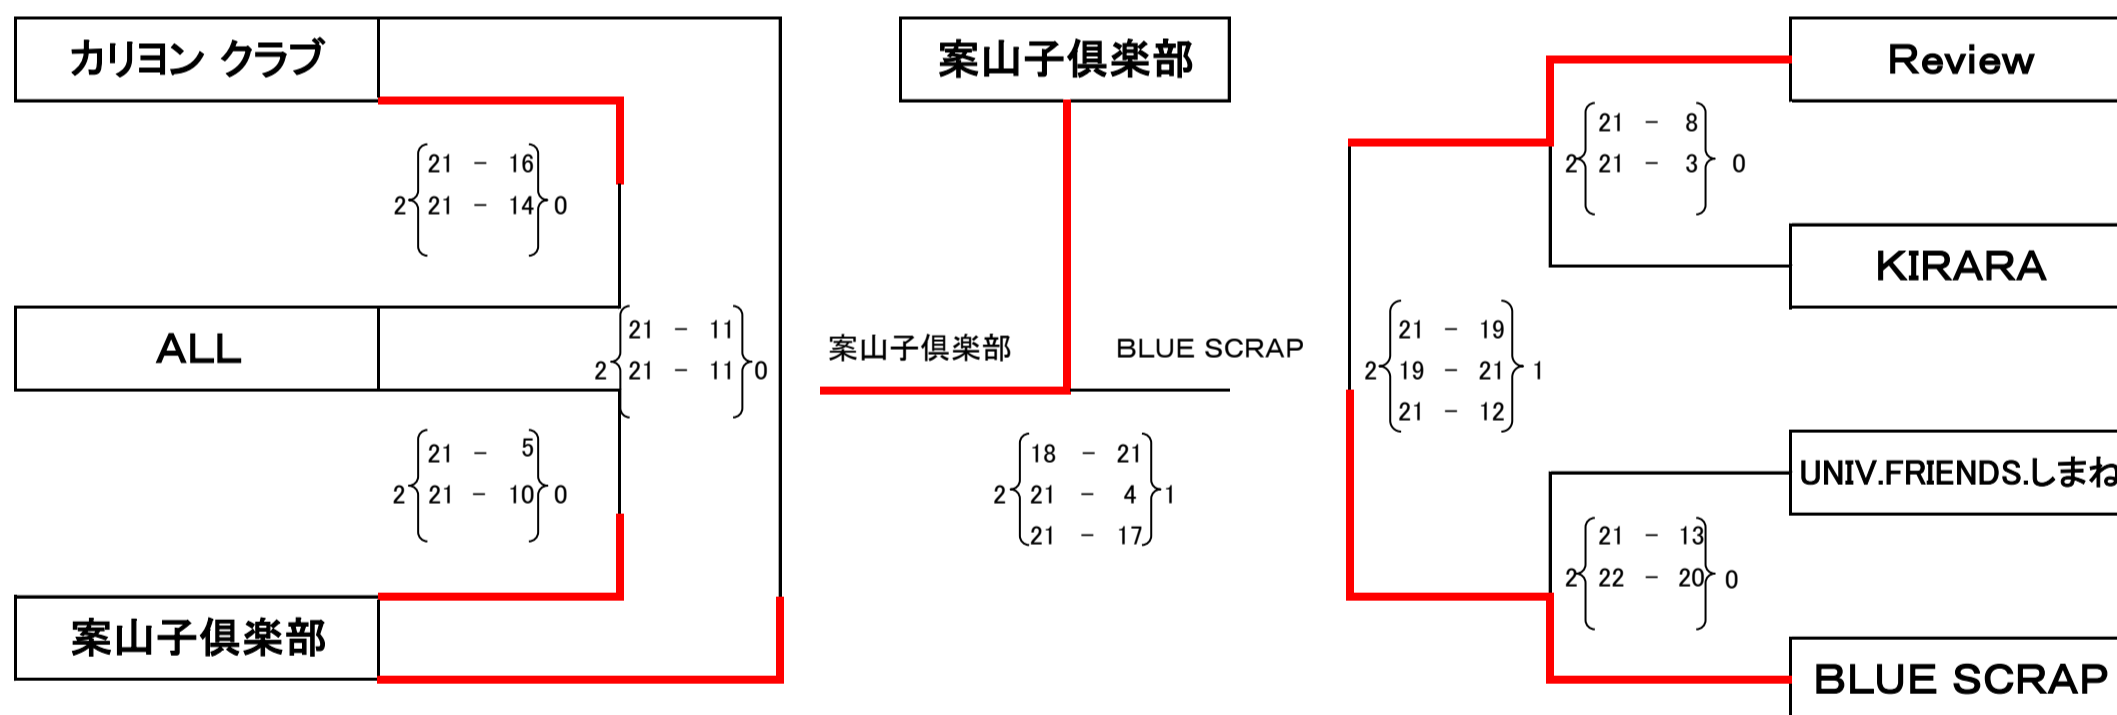 カリヨン クラブ
案山子倶楽部
Review
21 - 8
2 21 - 3 0
21 - 16
2 21 - 14 0
KIRARA
ALL
21 - 11
2 21 - 11 0
案山子倶楽部
BLUE SCRAP
21 - 19
2 19 - 21 1
21 - 12
21 - 5
2 21 - 10 0
18 - 21
2 21 - 4 1
21 - 17
UNIV.FRIENDS.しまね
21 - 13
2 22 - 20 0
案山子倶楽部
BLUE SCRAP